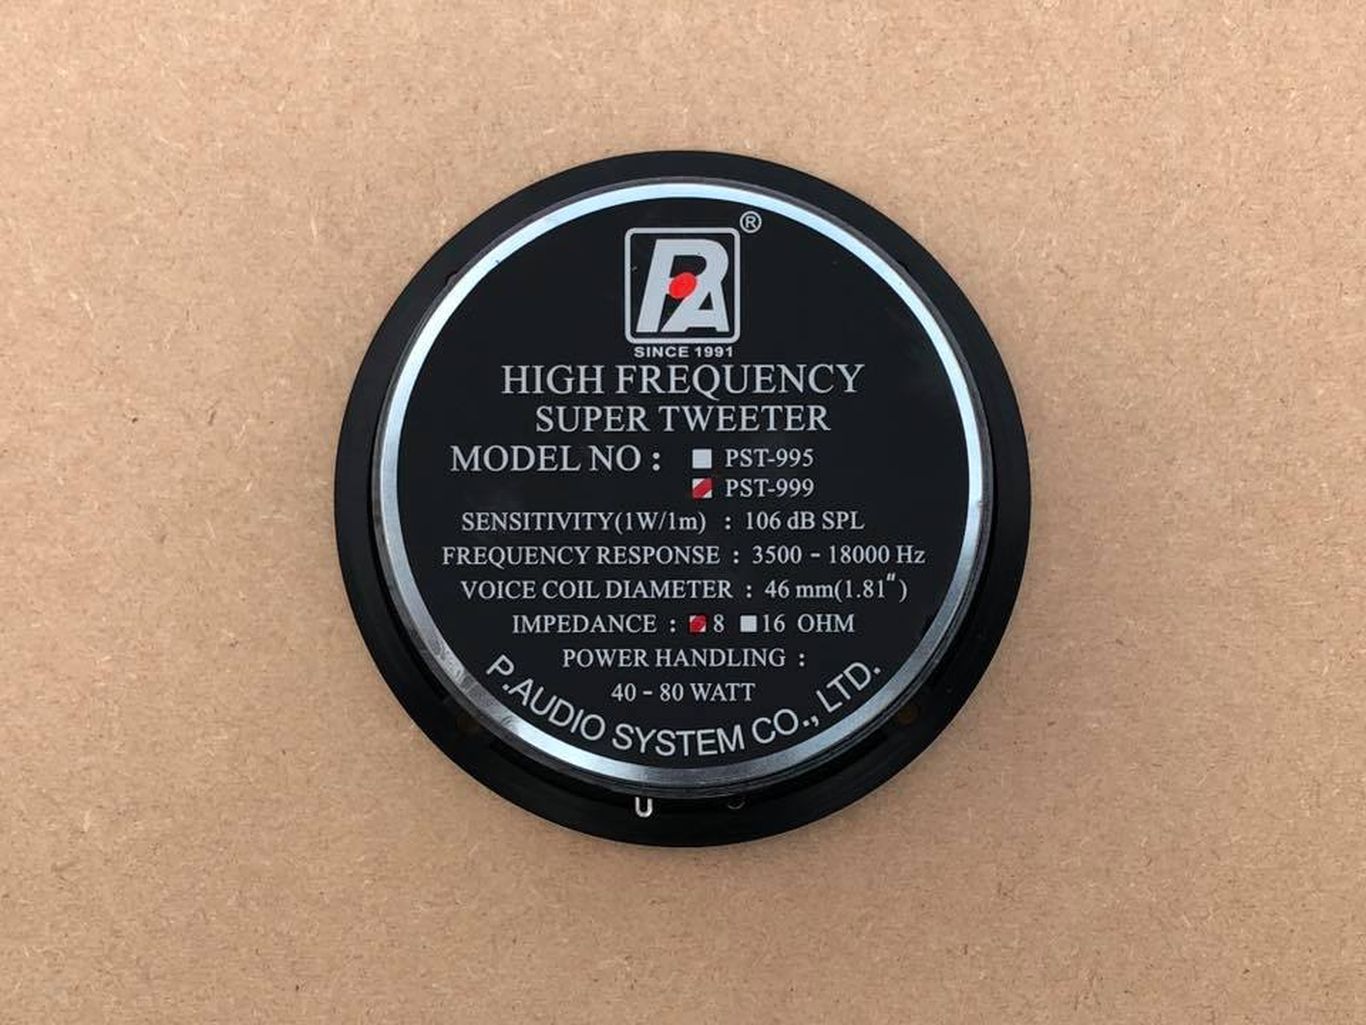 PA ®
SINCE 1991
HIGH FREQUENCY
SUPER TWEETER
MODEL NO : PST-995
PST-999
SENSITIVITY(1W/1m) : 106 dB SPL
FREQUENCY RESPONSE : 3500 - 18000 Hz
VOICE COIL DIAMETER : 46 mm(1.81")
IMPEDANCE : 8 16 OHM
POWER HANDLING :
40 - 80 WATT
P.AUDIO SYSTEM CO., LTD.